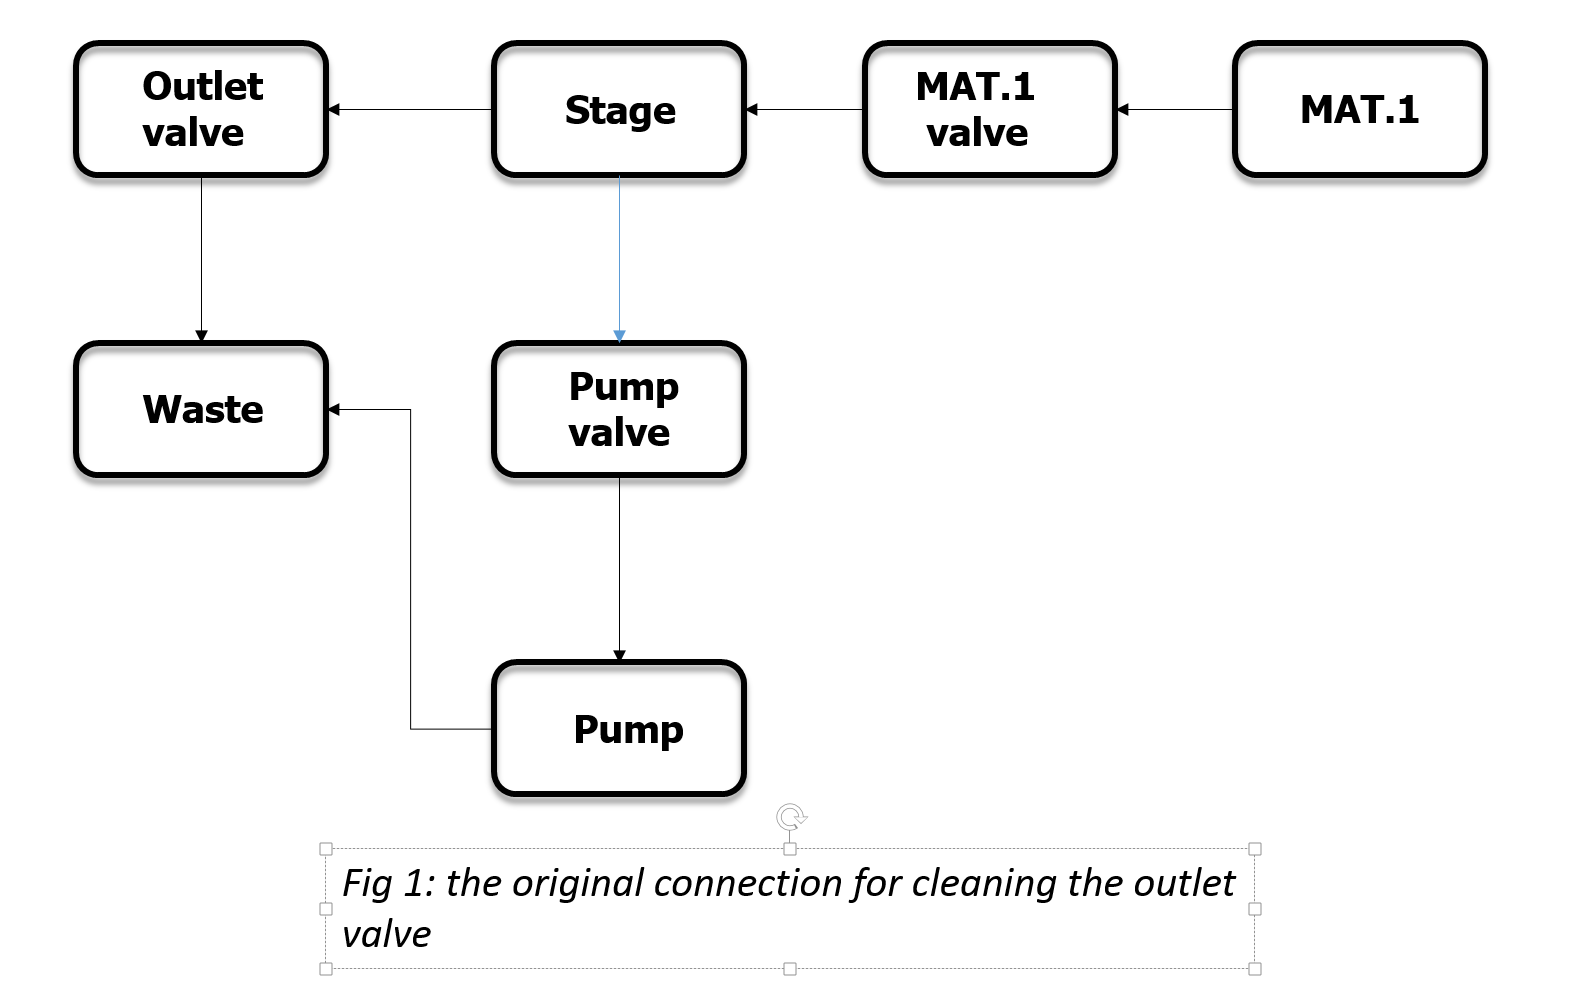 Outlet
valve
Stage
MAT.1
valve
MAT.1
Waste
Pump
valve
Pump
Fig 1: the original connection for cleaning the outlet
valve